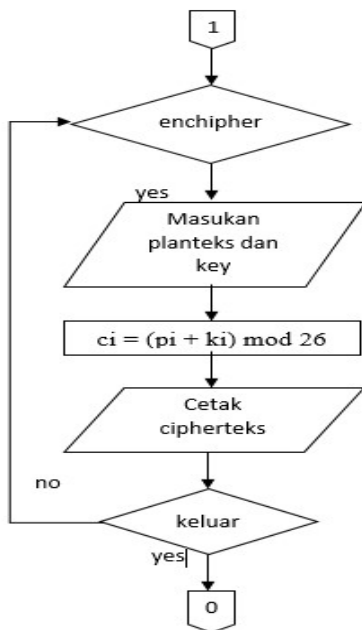 1
enchipher
yes
Masukan
planteks dan
key
ci = (pi + ki) mod 26
Cetak
cipherteks
no
keluar
yes
0